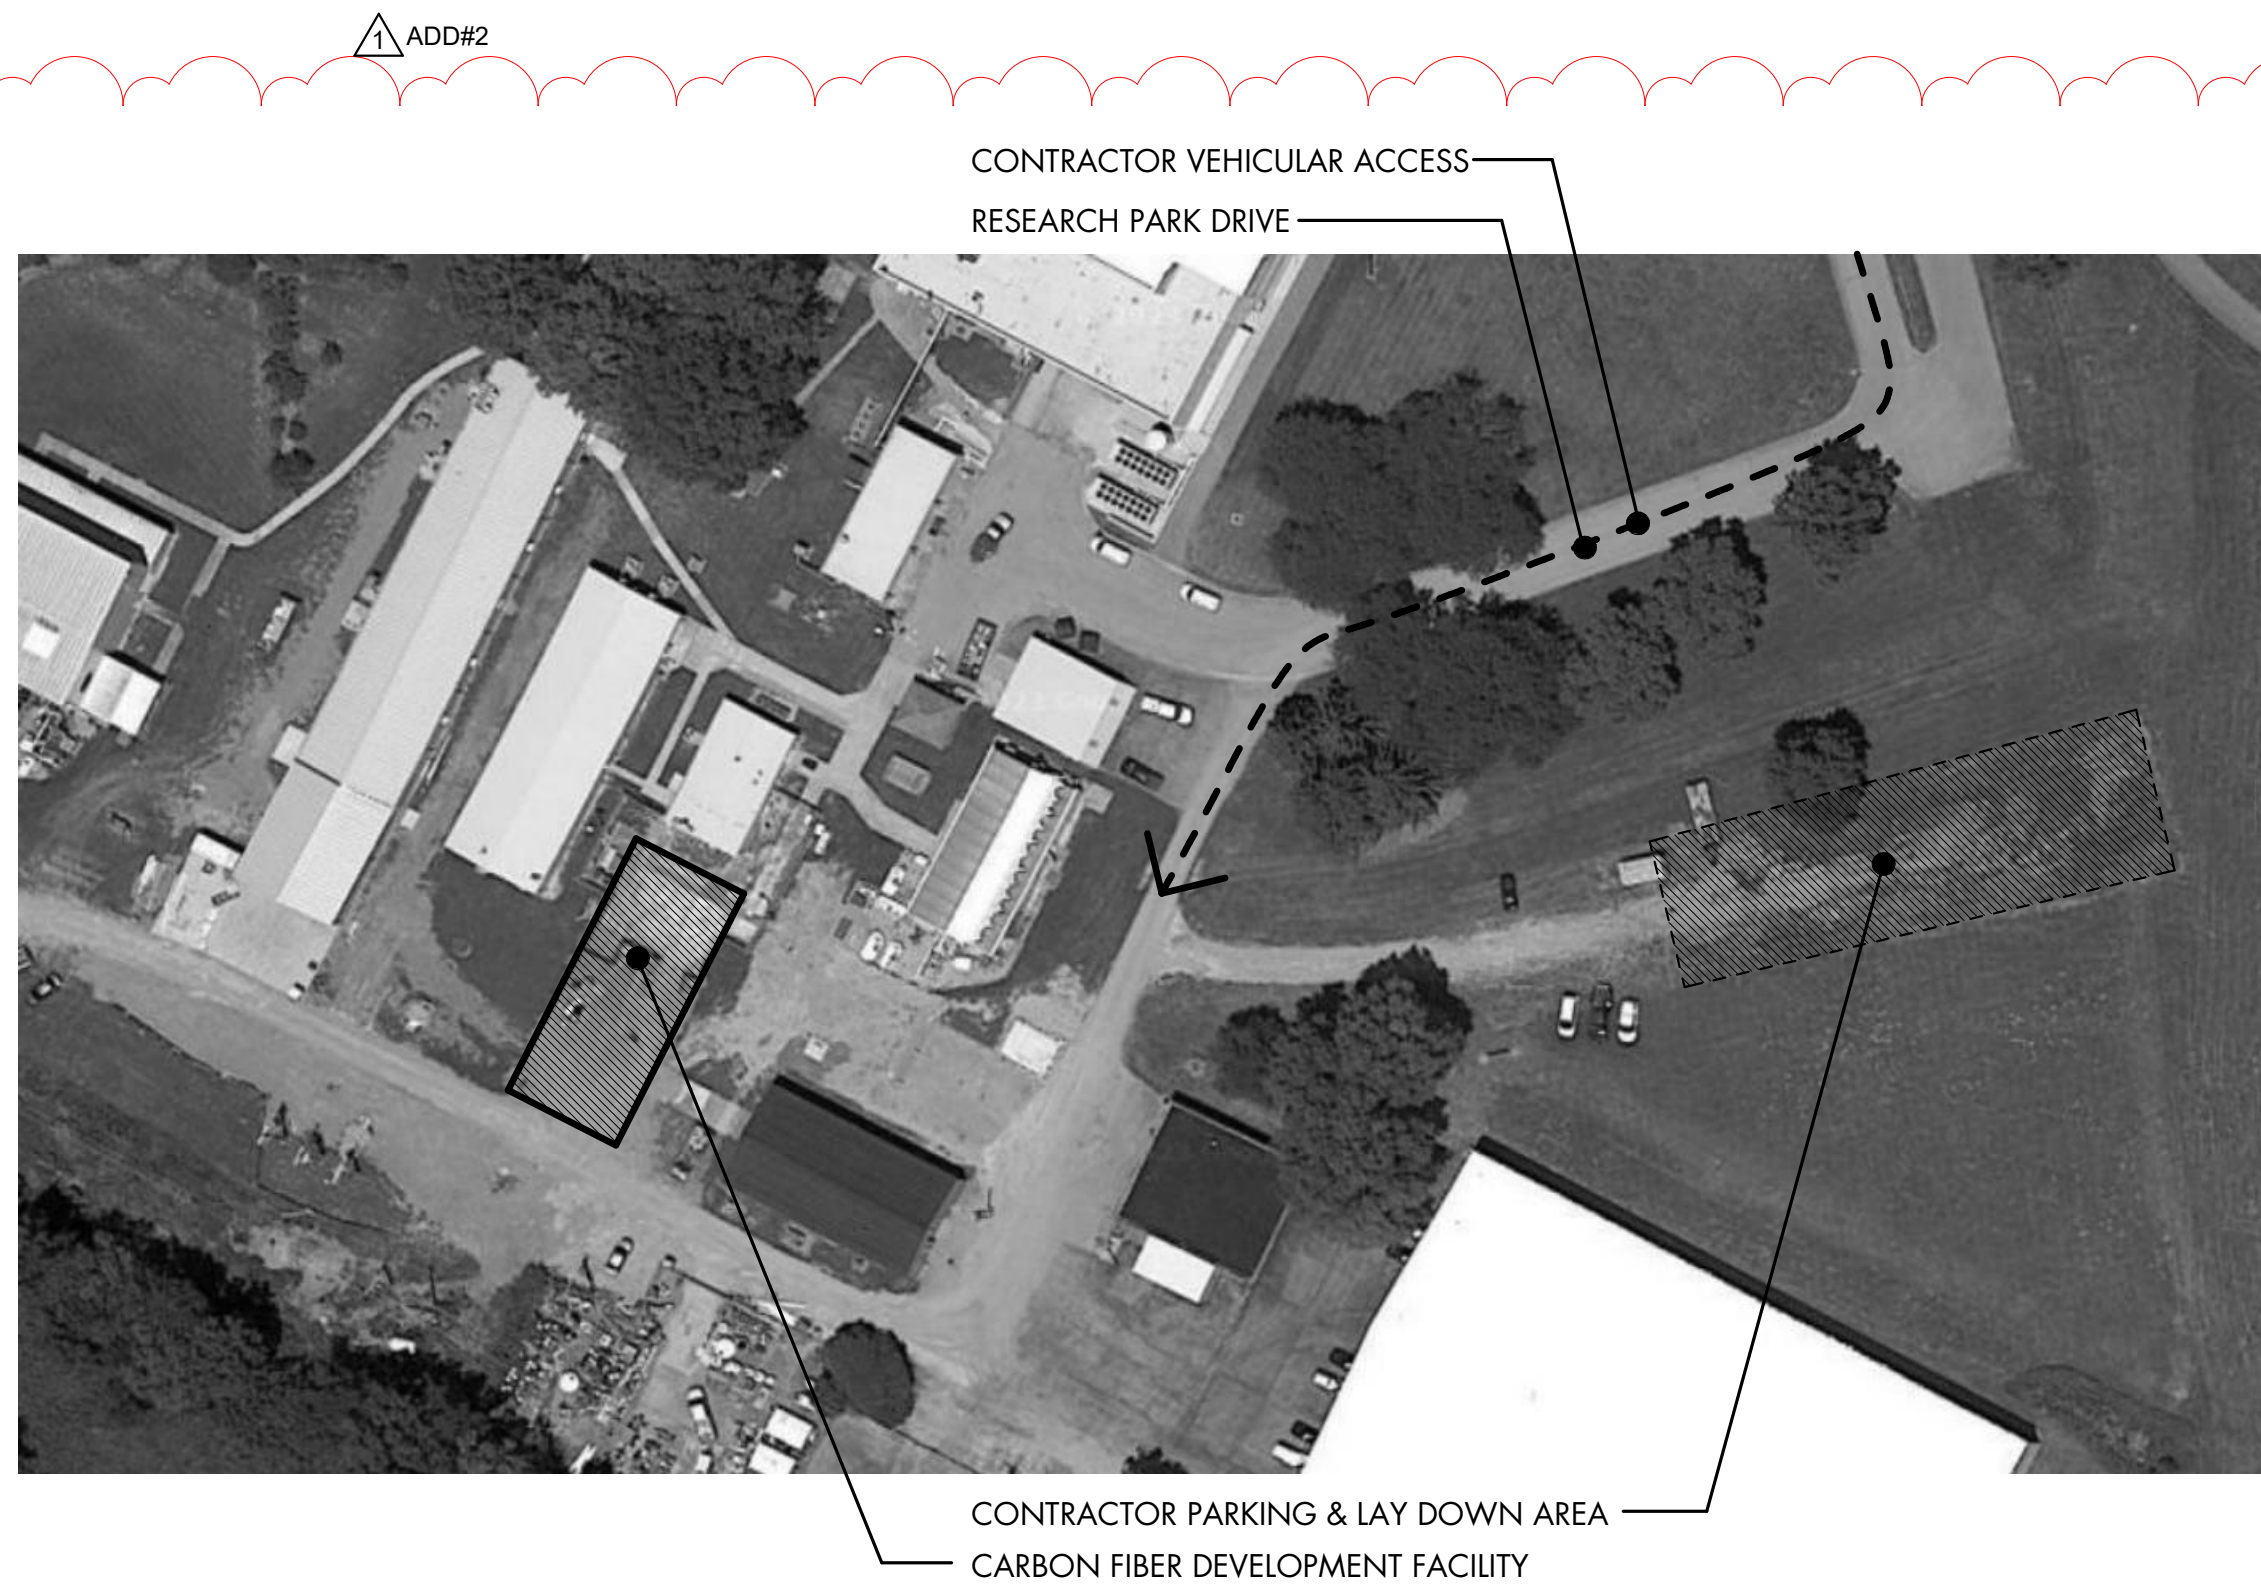 1 ADD#2
CONTRACTOR VEHICULAR ACCESS
RESEARCH PARK DRIVE
CONTRACTOR PARKING & LAY DOWN AREA
CARBON FIBER DEVELOPMENT FACILITY